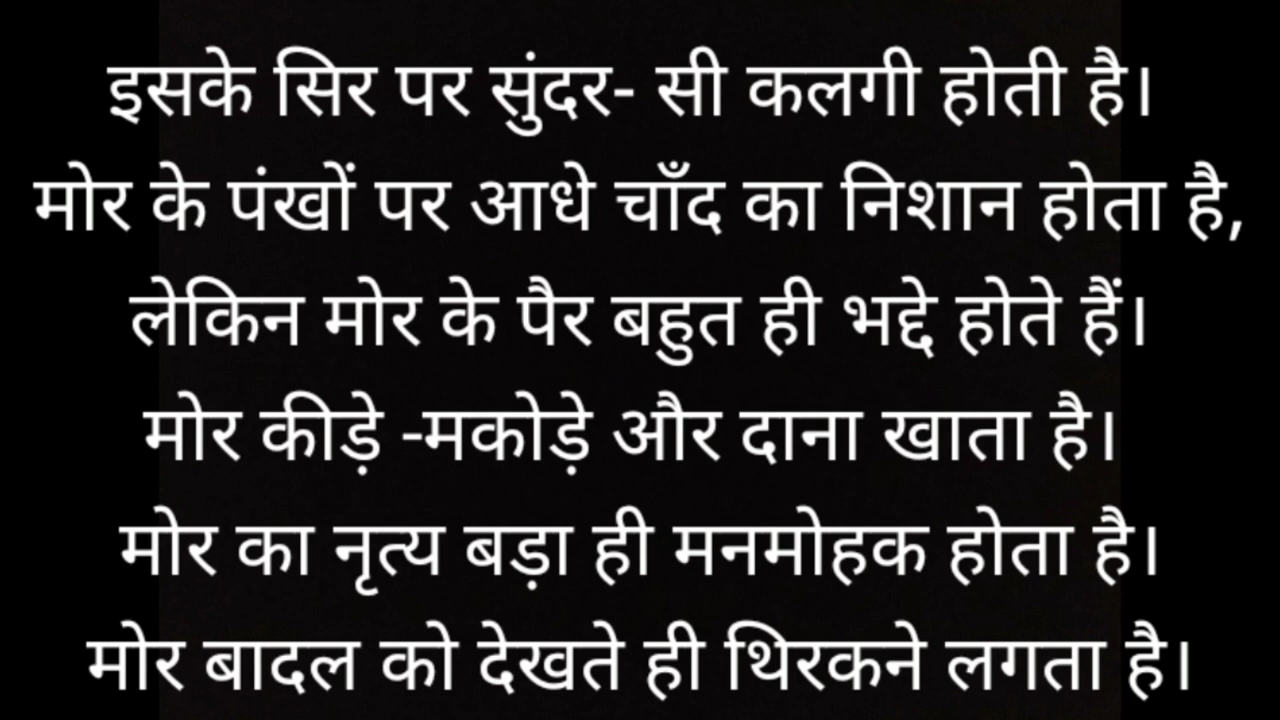 इसके सिर पर सुंदर- सी कलगी होती है।
मोर के पंखों पर आधे चाँद का निशान होता है,
लेकिन मोर के पैर बहुत ही भद्दे होते हैं।
मोर कीड़े -मकोड़े और दाना खाता है।
मोर का नृत्य बड़ा ही मनमोहक होता है।
मोर बादल को देखते ही थिरकने लगता है।